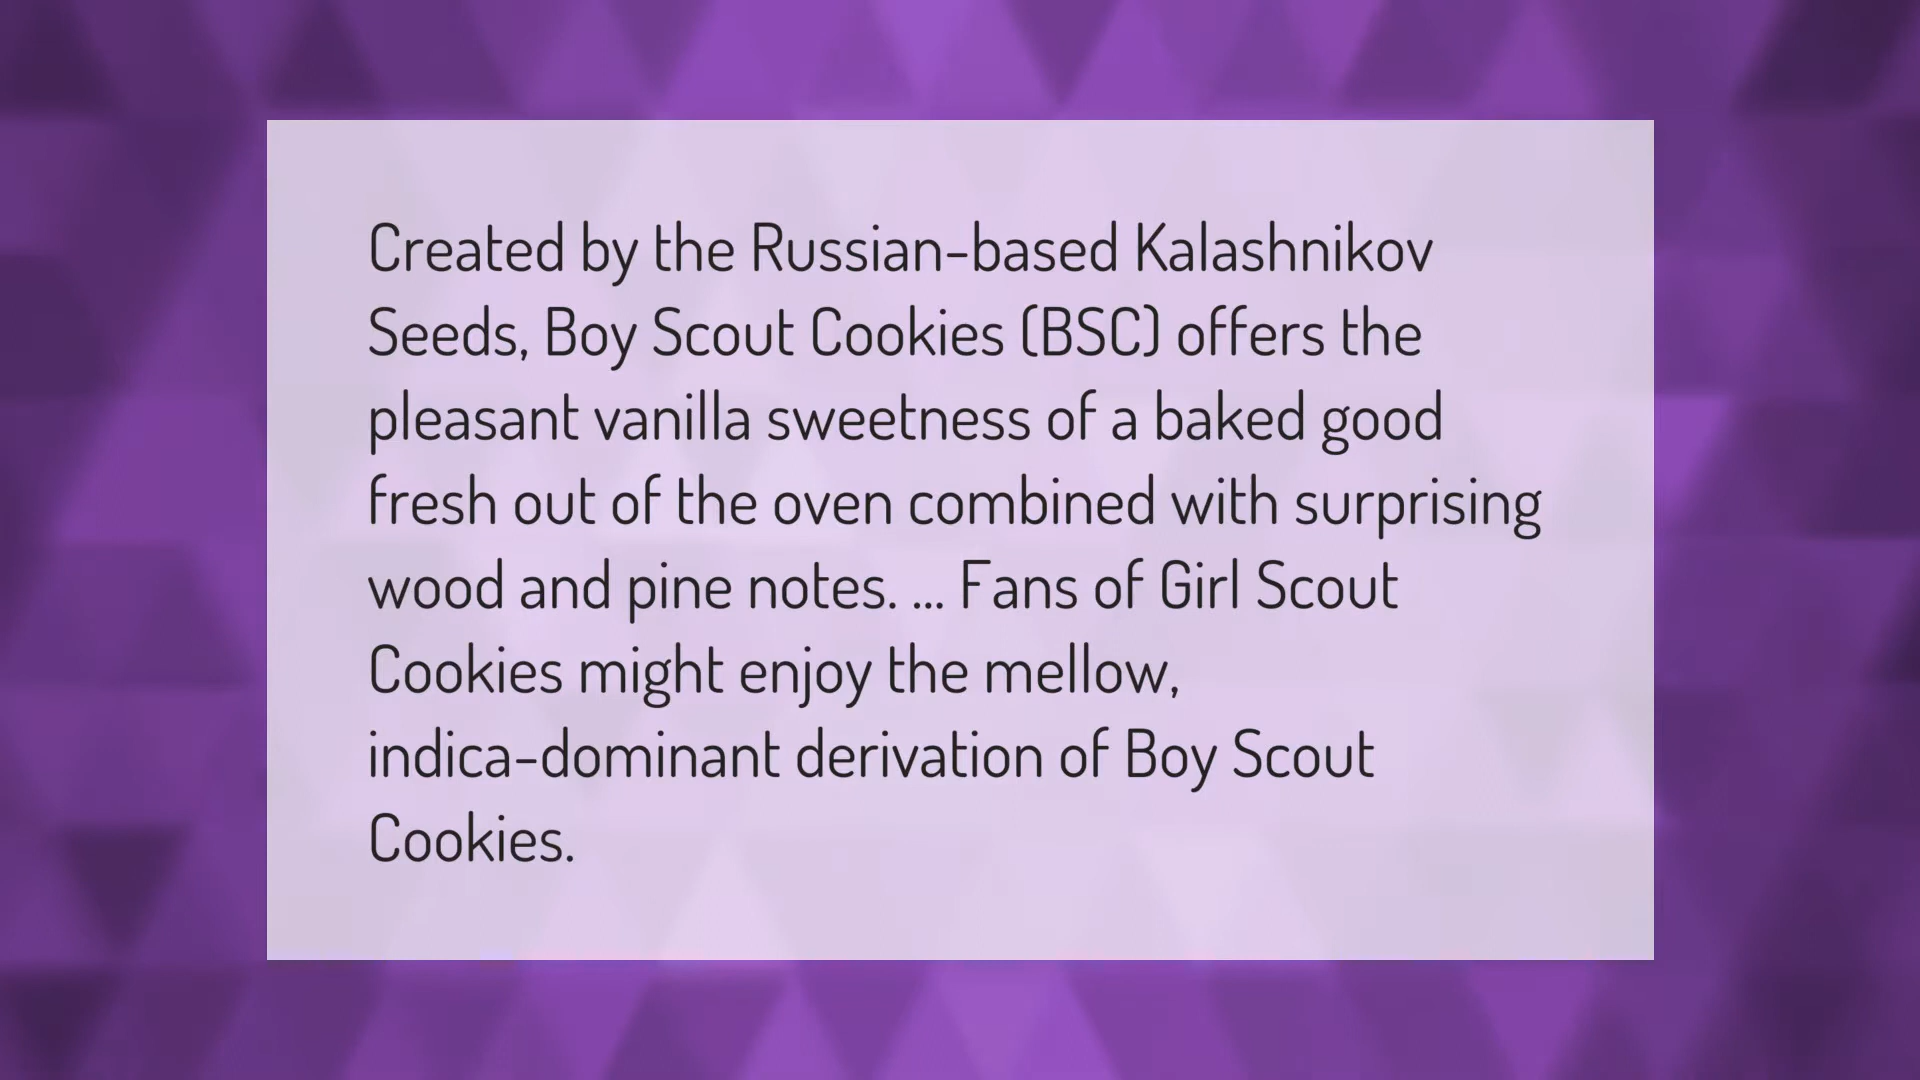 Created by the Russian-based Kalashnikov
Seeds, Boy Scout Cookies (BSC) offers the
pleasant vanilla sweetness of a baked good
fresh out of the oven combined with surprising
wood and pine notes. ... Fans of Girl Scout
Cookies might enjoy the mellow,
indica-dominant derivation of Boy Scout
Cookies.